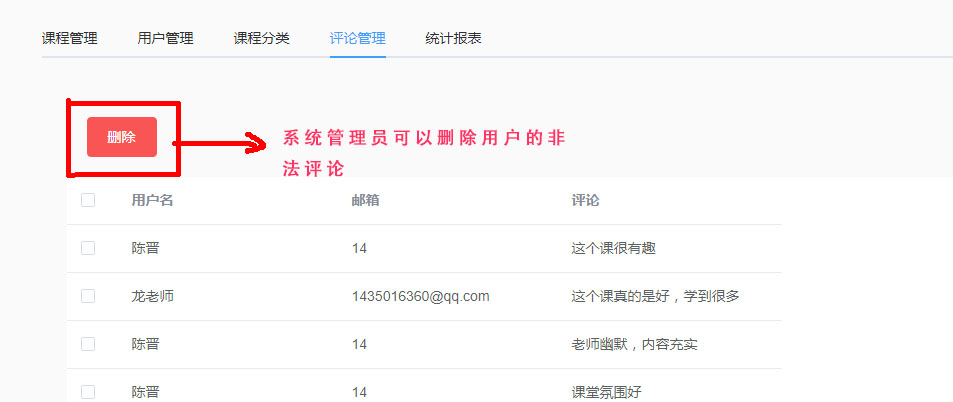 课程管理 用户管理 课程分类 评论管理 统计报表
删除
系统管理员可以删除用户的非
法评论
用户名 邮箱 评论
陈晋 14 这个课很有趣
龙老师 1435016360@qq.com 这个课真的是好，学到很多
陈晋 14 老师幽默，内容充实
陈晋 14 课堂氛围好